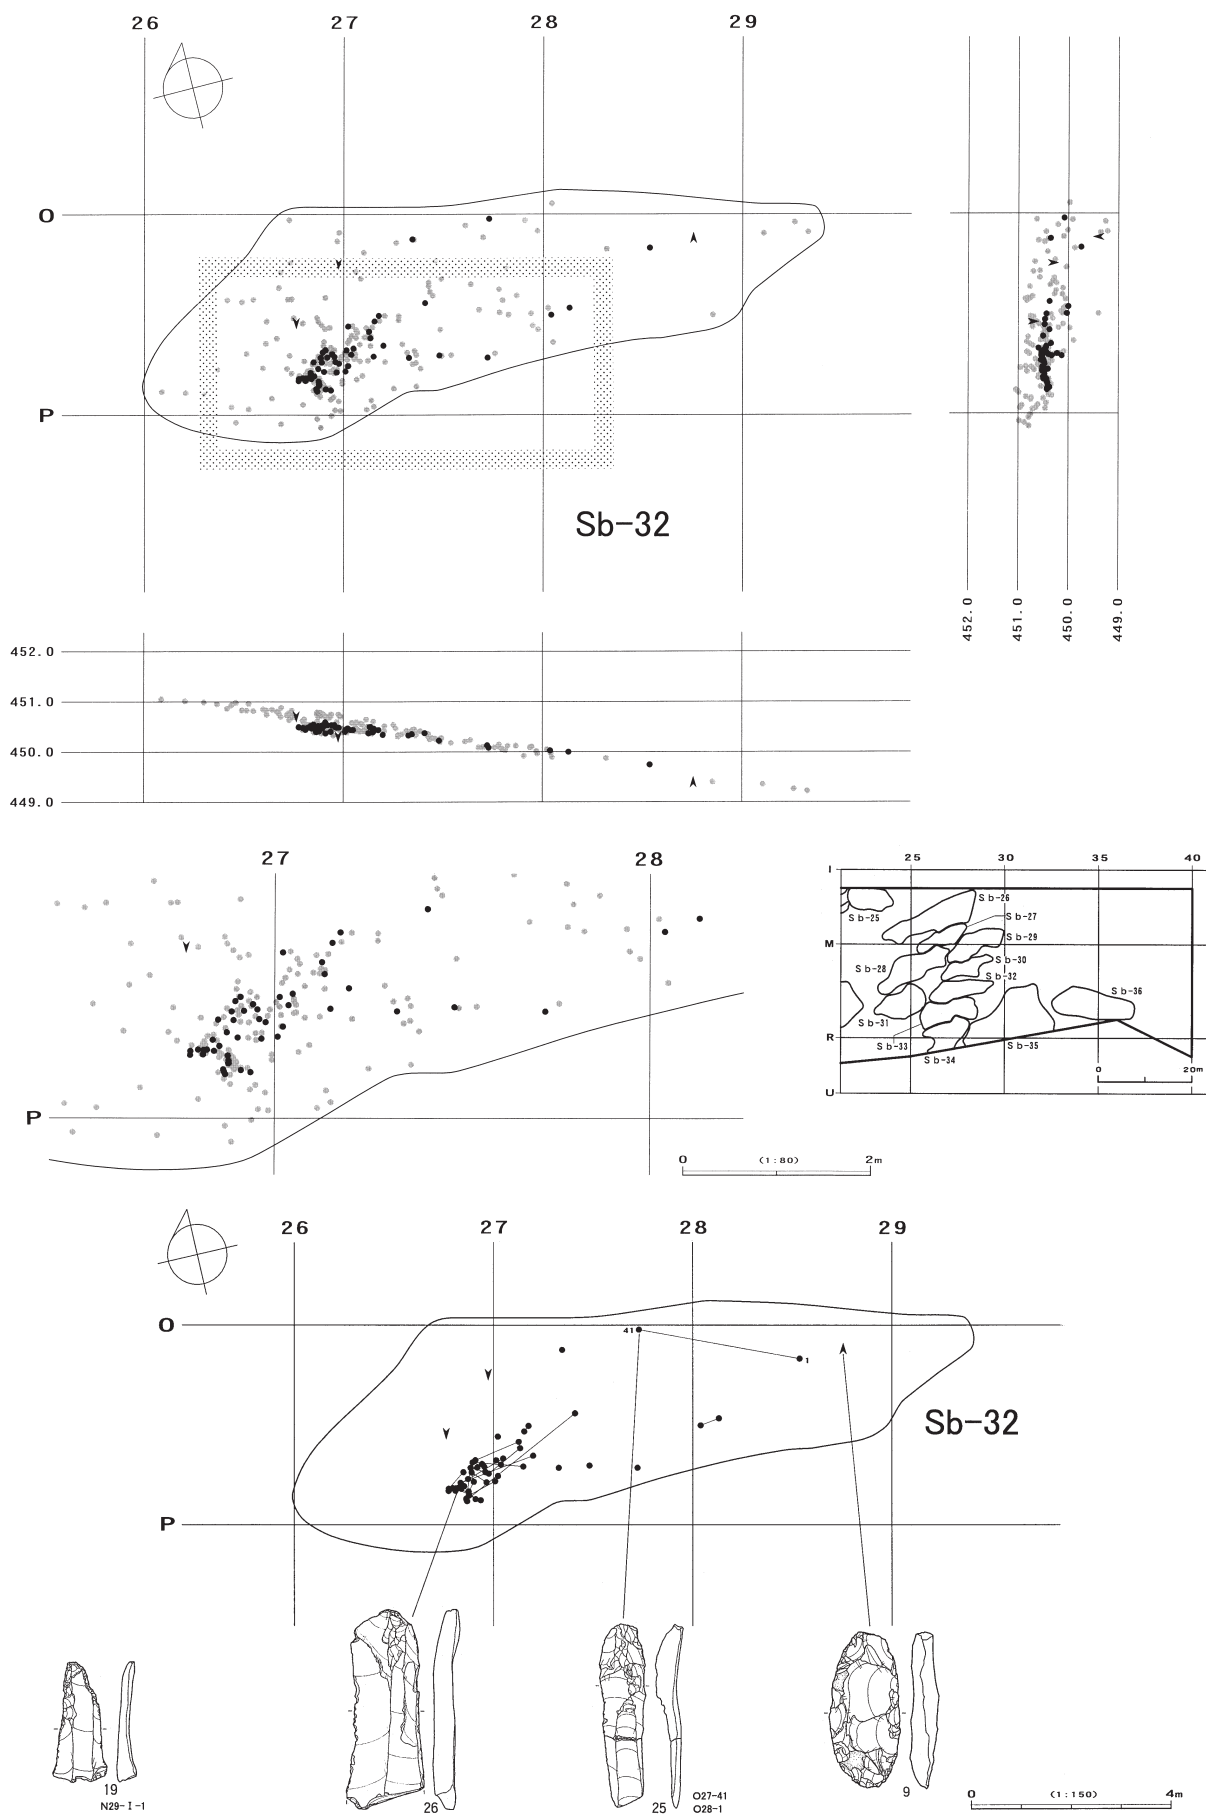 26 27 28 29
O
P
Sb-32
452.0 451.0 450.0 449.0
452.0
451.0
450.0
449.0
27 28
P
0 (1:80) 2m
25 30 35 40
I
Sb-26
Sb-25
Sb-27
Sb-29
M
Sb-30
Sb-28
Sb-32
Sb-36
Sb-31
R
Sb-33
Sb-35
Sb-34
0 20m
U
26 27 28 29
O
41
1
Sb-32
P
19
N29-I-1
26
25
O27-41
O28-1
9
0 (1:150) 4m